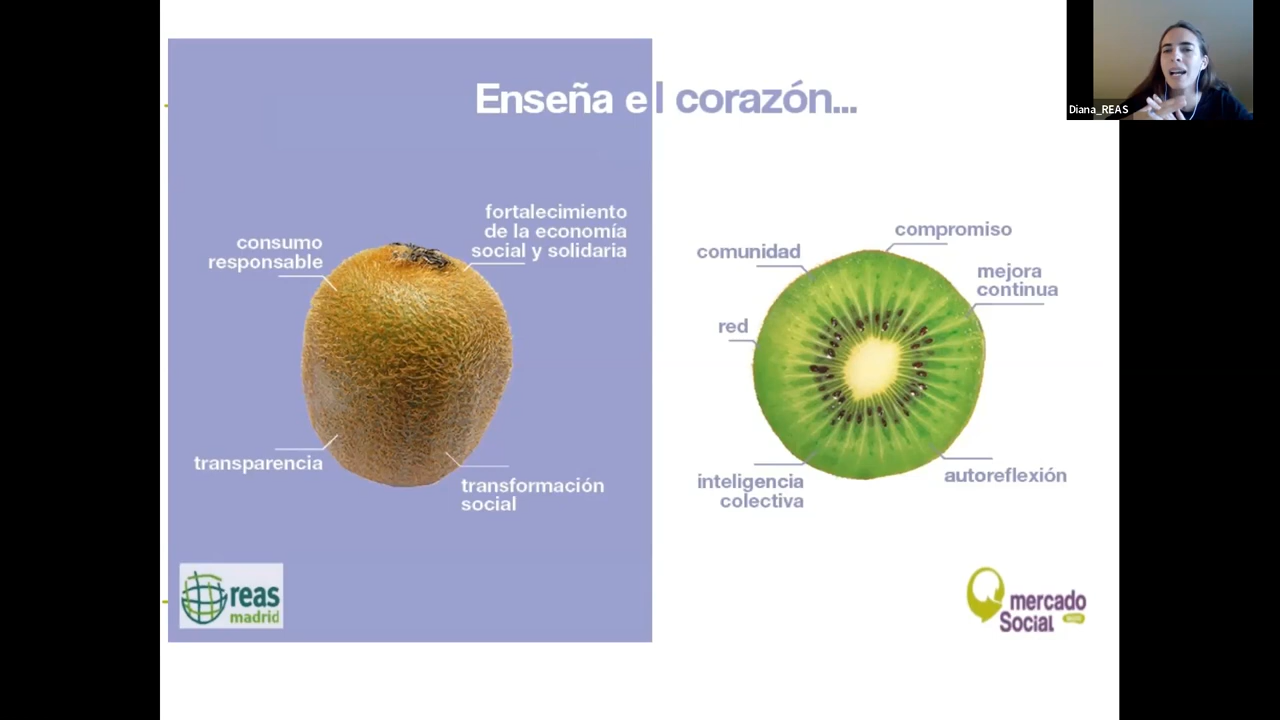 Enseña el corazón...
Diana_REAS
consumo
responsable
fortalecimiento
de la economía
social y solidaria
transparencia
transformación
social
comunidad
compromiso
mejora
continua
red
inteligencia
colectiva
autoreflexión
reas
madrid
mercado
Social